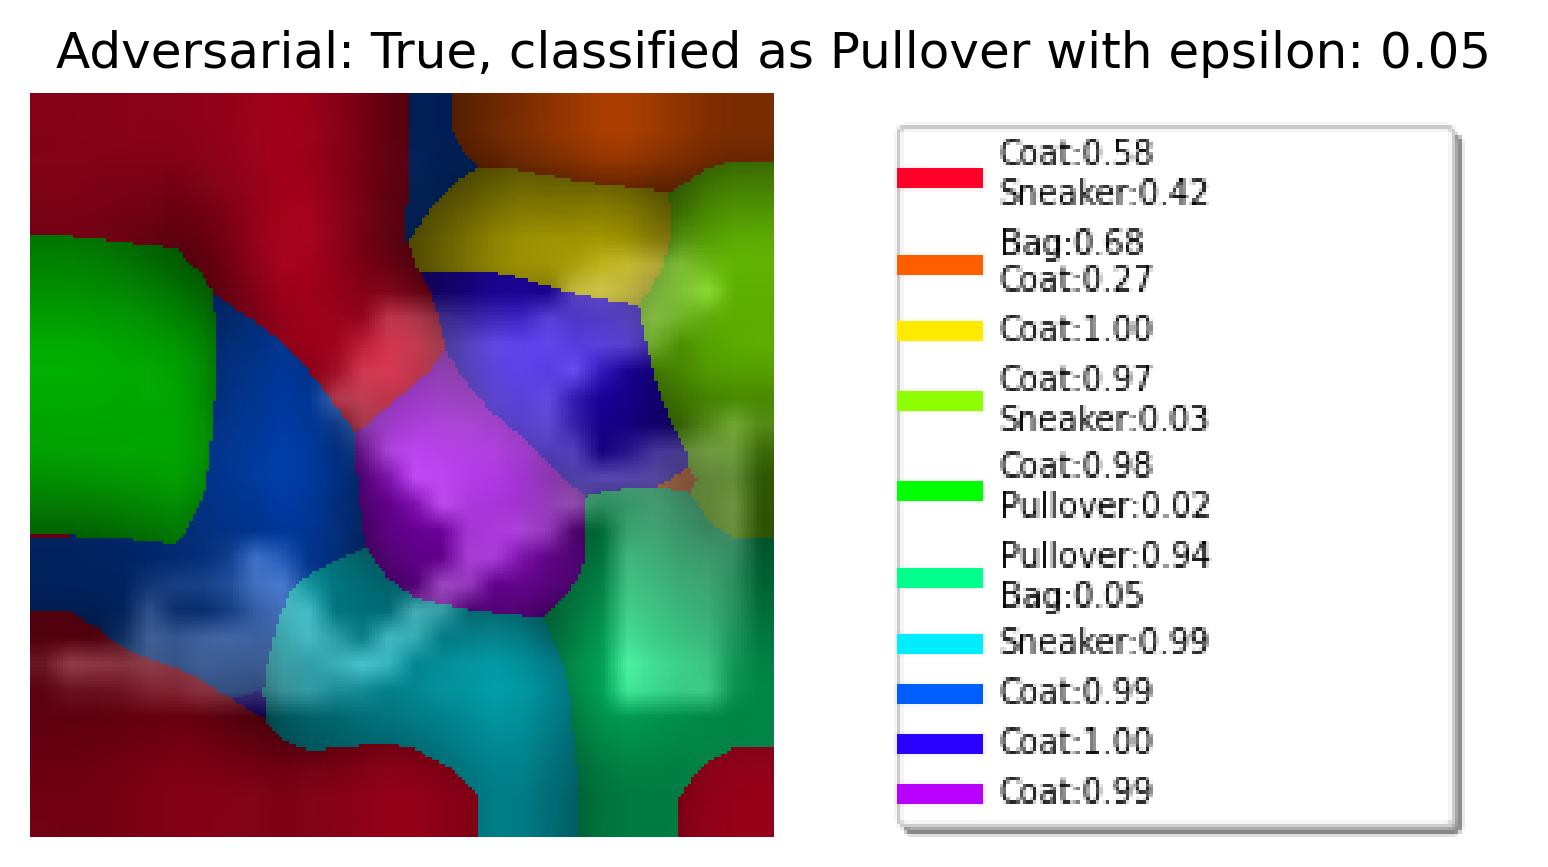 Adversarial: True, classified as Pullover with epsilon: 0.05
Coat:0.58
Sneaker:0.42
Bag:0.68
Coat:0.27
Coat:1.00
Coat:0.97
Sneaker:0.03
Coat:0.98
Pullover:0.02
Pullover:0.94
Bag:0.05
Sneaker:0.99
Coat:0.99
Coat:1.00
Coat:0.99